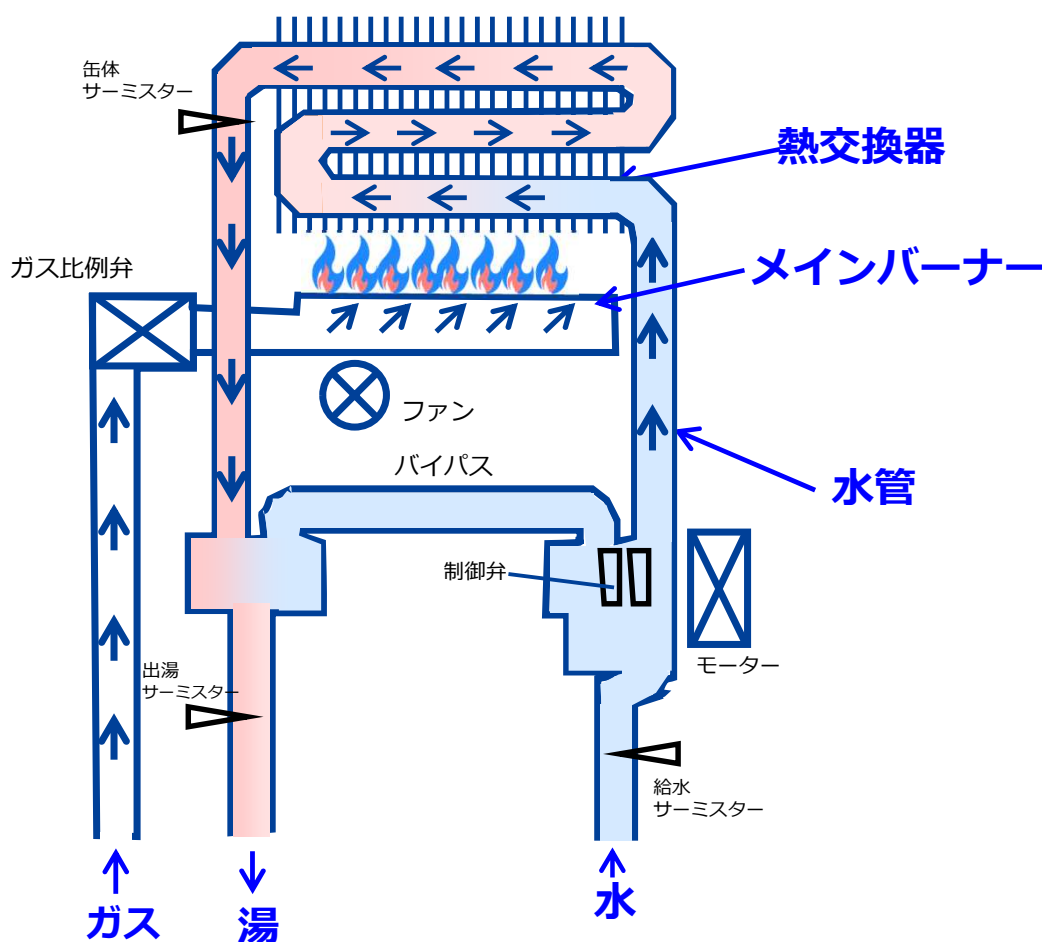 缶体
サーミスター
熱交換器
ガス比例弁
メインバーナー
ファン
バイパス
水管
制御弁
モーター
出湯
サーミスター
給水
サーミスター
ガス
湯
水